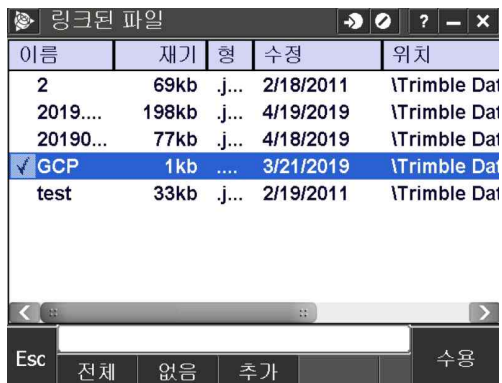 링크된 파일 ? – ×
이름 재기 형 수정 위치
2 69kb .j... 2/18/2011 \Trimble Dat
2019.... 198kb .j... 4/19/2019 \Trimble Dat
20190... 77kb .j... 4/18/2019 \Trimble Dat
✓ GCP 1kb .... 3/21/2019 \Trimble Dat
test 33kb .j... 2/19/2011 \Trimble Dat
Esc 전체 없음 추가 수용